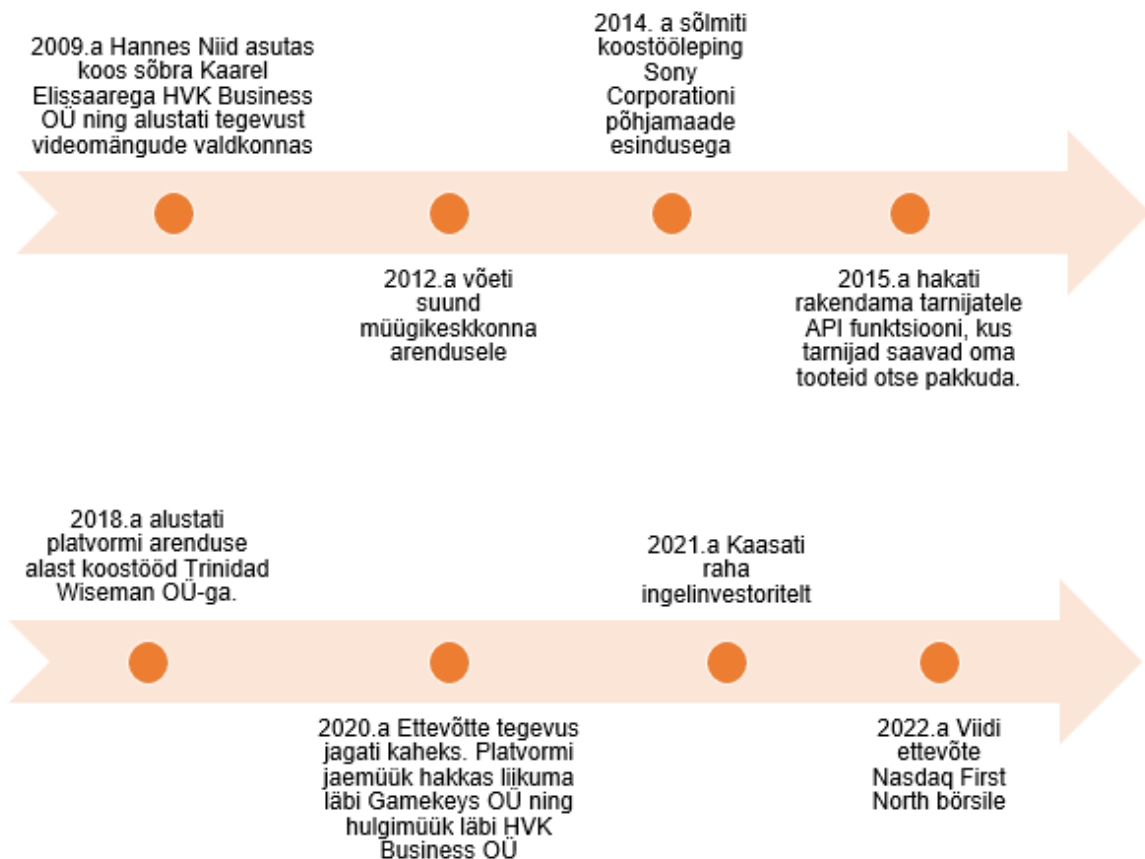 2009.a Hannes Niid asutas
koos sõbra Kaarel
Elissaarega HVK Business
OÜ ning alustati tegevust
videomängude valdkonnas
2012.a võeti
suund
müügikeskkonna
arendusele
2014. a sõlmiti
koostööleping
Sony
Corporationi
põhjamaade
esindusega
2015.a hakati
rakendama tarnijatele
API funktsiooni, kus
tarnijad saavad oma
tooteid otse pakkuda.
2018.a alustati
platvormi arenduse
alast koostööd Trinidad
Wiseman OÜ-ga.
2020.a Ettevõtte tegevus
jagati kaheks. Platvormi
jaemüük hakkas liikuma
läbi Gamekeys OÜ ning
hulgimüük läbi HVK
Business OÜ
2021.a Kaasati
raha
ingelinvestoritelt
2022.a Viidi
ettevõte
Nasdaq First
North börsile